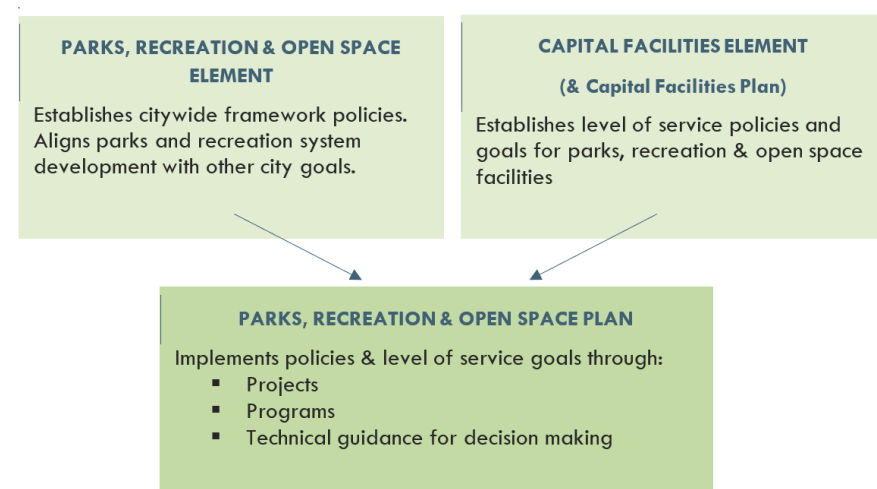 PARKS, RECREATION & OPEN SPACE
ELEMENT
Establishes citywide framework policies.
Aligns parks and recreation system
development with other city goals.
CAPITAL FACILITIES ELEMENT
(& Capital Facilities Plan)
Establishes level of service policies and
goals for parks, recreation & open space
facilities
PARKS, RECREATION & OPEN SPACE PLAN
Implements policies & level of service goals through:
▪ Projects
▪ Programs
▪ Technical guidance for decision making